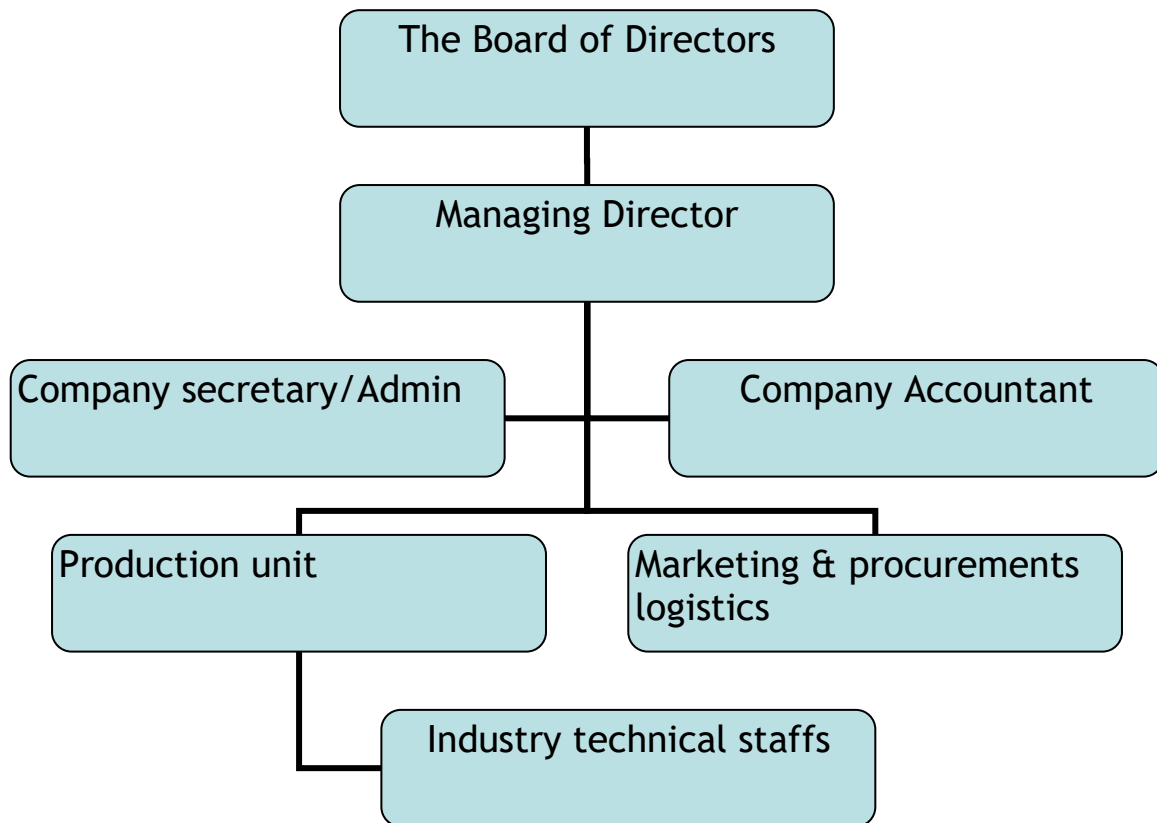 The Board of Directors
Managing Director
Company secretary/Admin
Company Accountant
Production unit
Marketing & procurements
logistics
Industry technical staffs